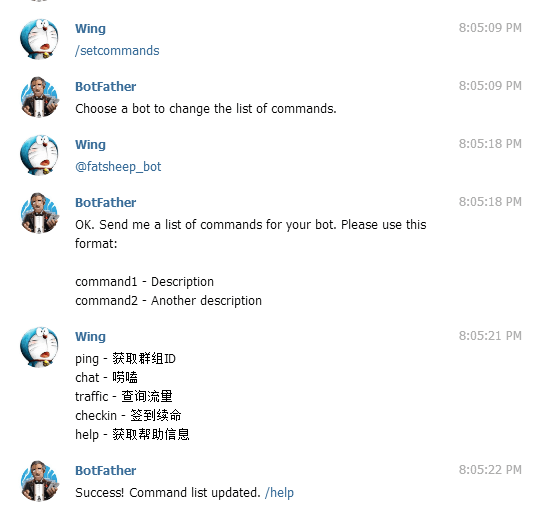 Wing 8:05:09 PM
/setcommands
BotFather 8:05:09 PM
Choose a bot to change the list of commands.
Wing 8:05:18 PM
@fatsheep_bot
BotFather 8:05:18 PM
OK. Send me a list of commands for your bot. Please use this
format:
command1 - Description
command2 - Another description
Wing 8:05:21 PM
ping - 获取群组ID
chat - 唠嗑
traffic - 查询流量
checkin - 签到续命
help - 获取帮助信息
BotFather 8:05:22 PM
Success! Command list updated. /help